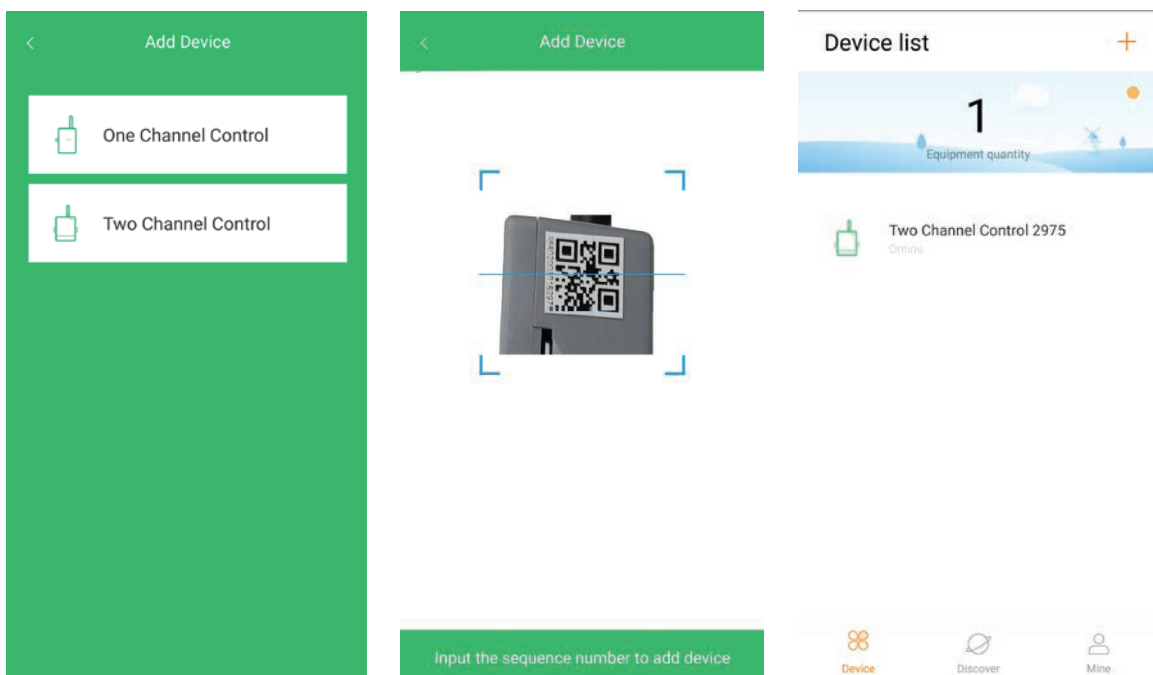 Add Device
One Channel Control
Two Channel Control
Add Device
Input the sequence number to add device
Device list
1
Equipment quantity
Two Channel Control 2975
Online
Device
Discover
Mine